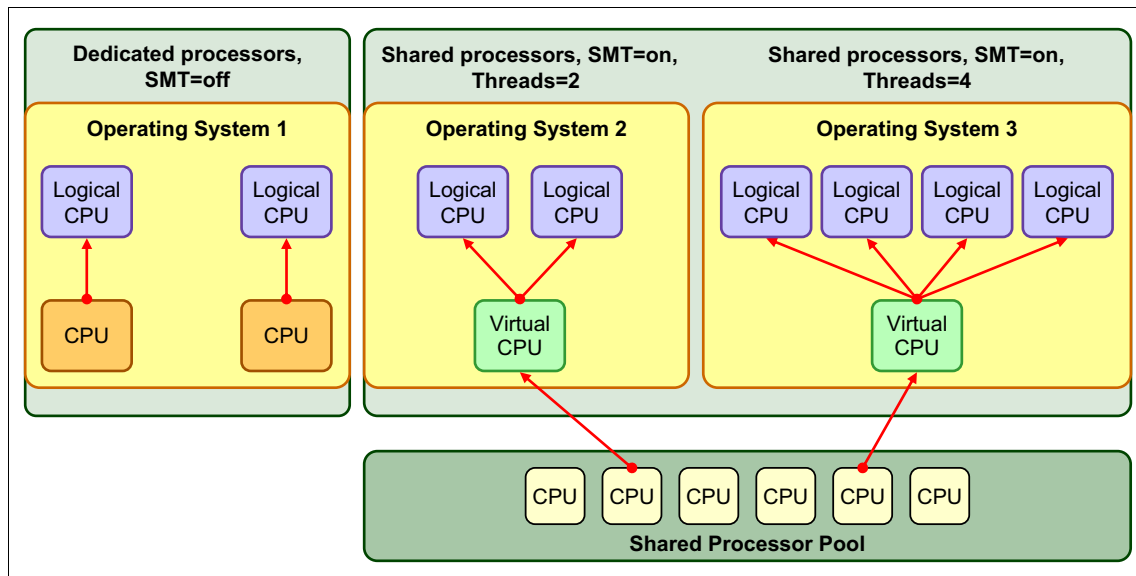 Dedicated processors,
SMT=off
Shared processors, SMT=on,
Threads=2
Shared processors, SMT=on,
Threads=4
Operating System 1
Operating System 2
Operating System 3
Logical
CPU
Logical
CPU
Logical
CPU
Logical
CPU
Logical
CPU
Logical
CPU
Logical
CPU
Logical
CPU
CPU
CPU
Virtual
CPU
Virtual
CPU
CPU
CPU
CPU
CPU
CPU
CPU
Shared Processor Pool